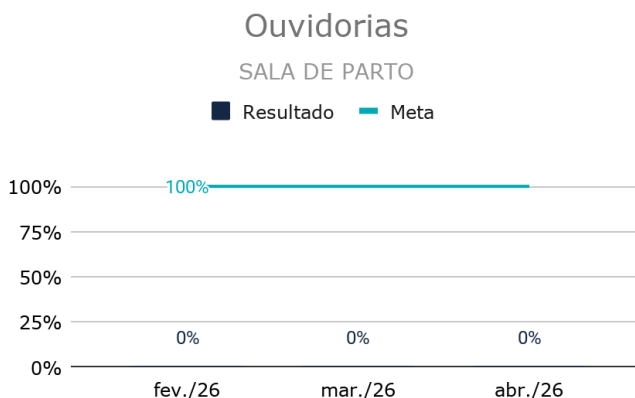 Ouvidorias
SALA DE PARTO
Resultado Meta
100% 100%
75%
50%
25%
0% 0% 0%
0%
fev./26 mar./26 abr./26